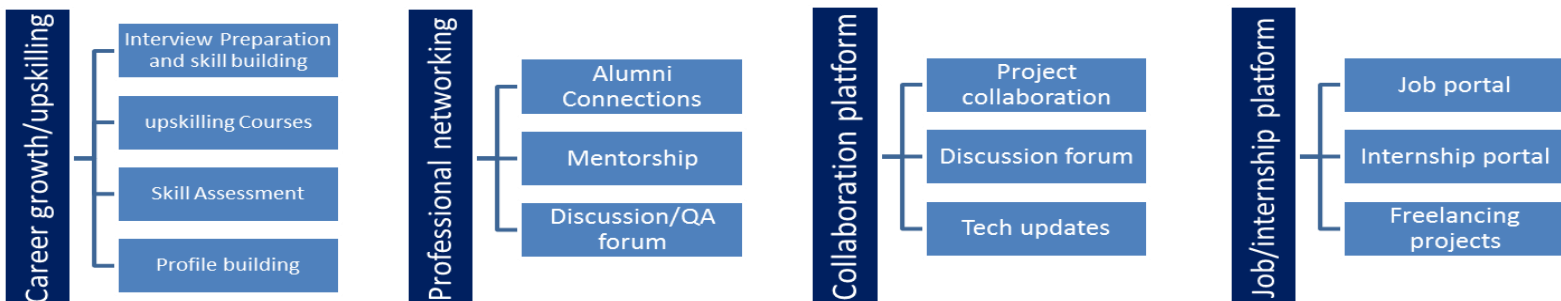 Career growth/upskilling
Interview Preparation
and skill building
upskilling Courses
Skill Assessment
Profile building
Professional networking
Alumni
Connections
Mentorship
Discussion/QA
forum
Collaboration platform
Project
collaboration
Discussion forum
Tech updates
Job/internship platform
Job portal
Internship portal
Freelancing
projects